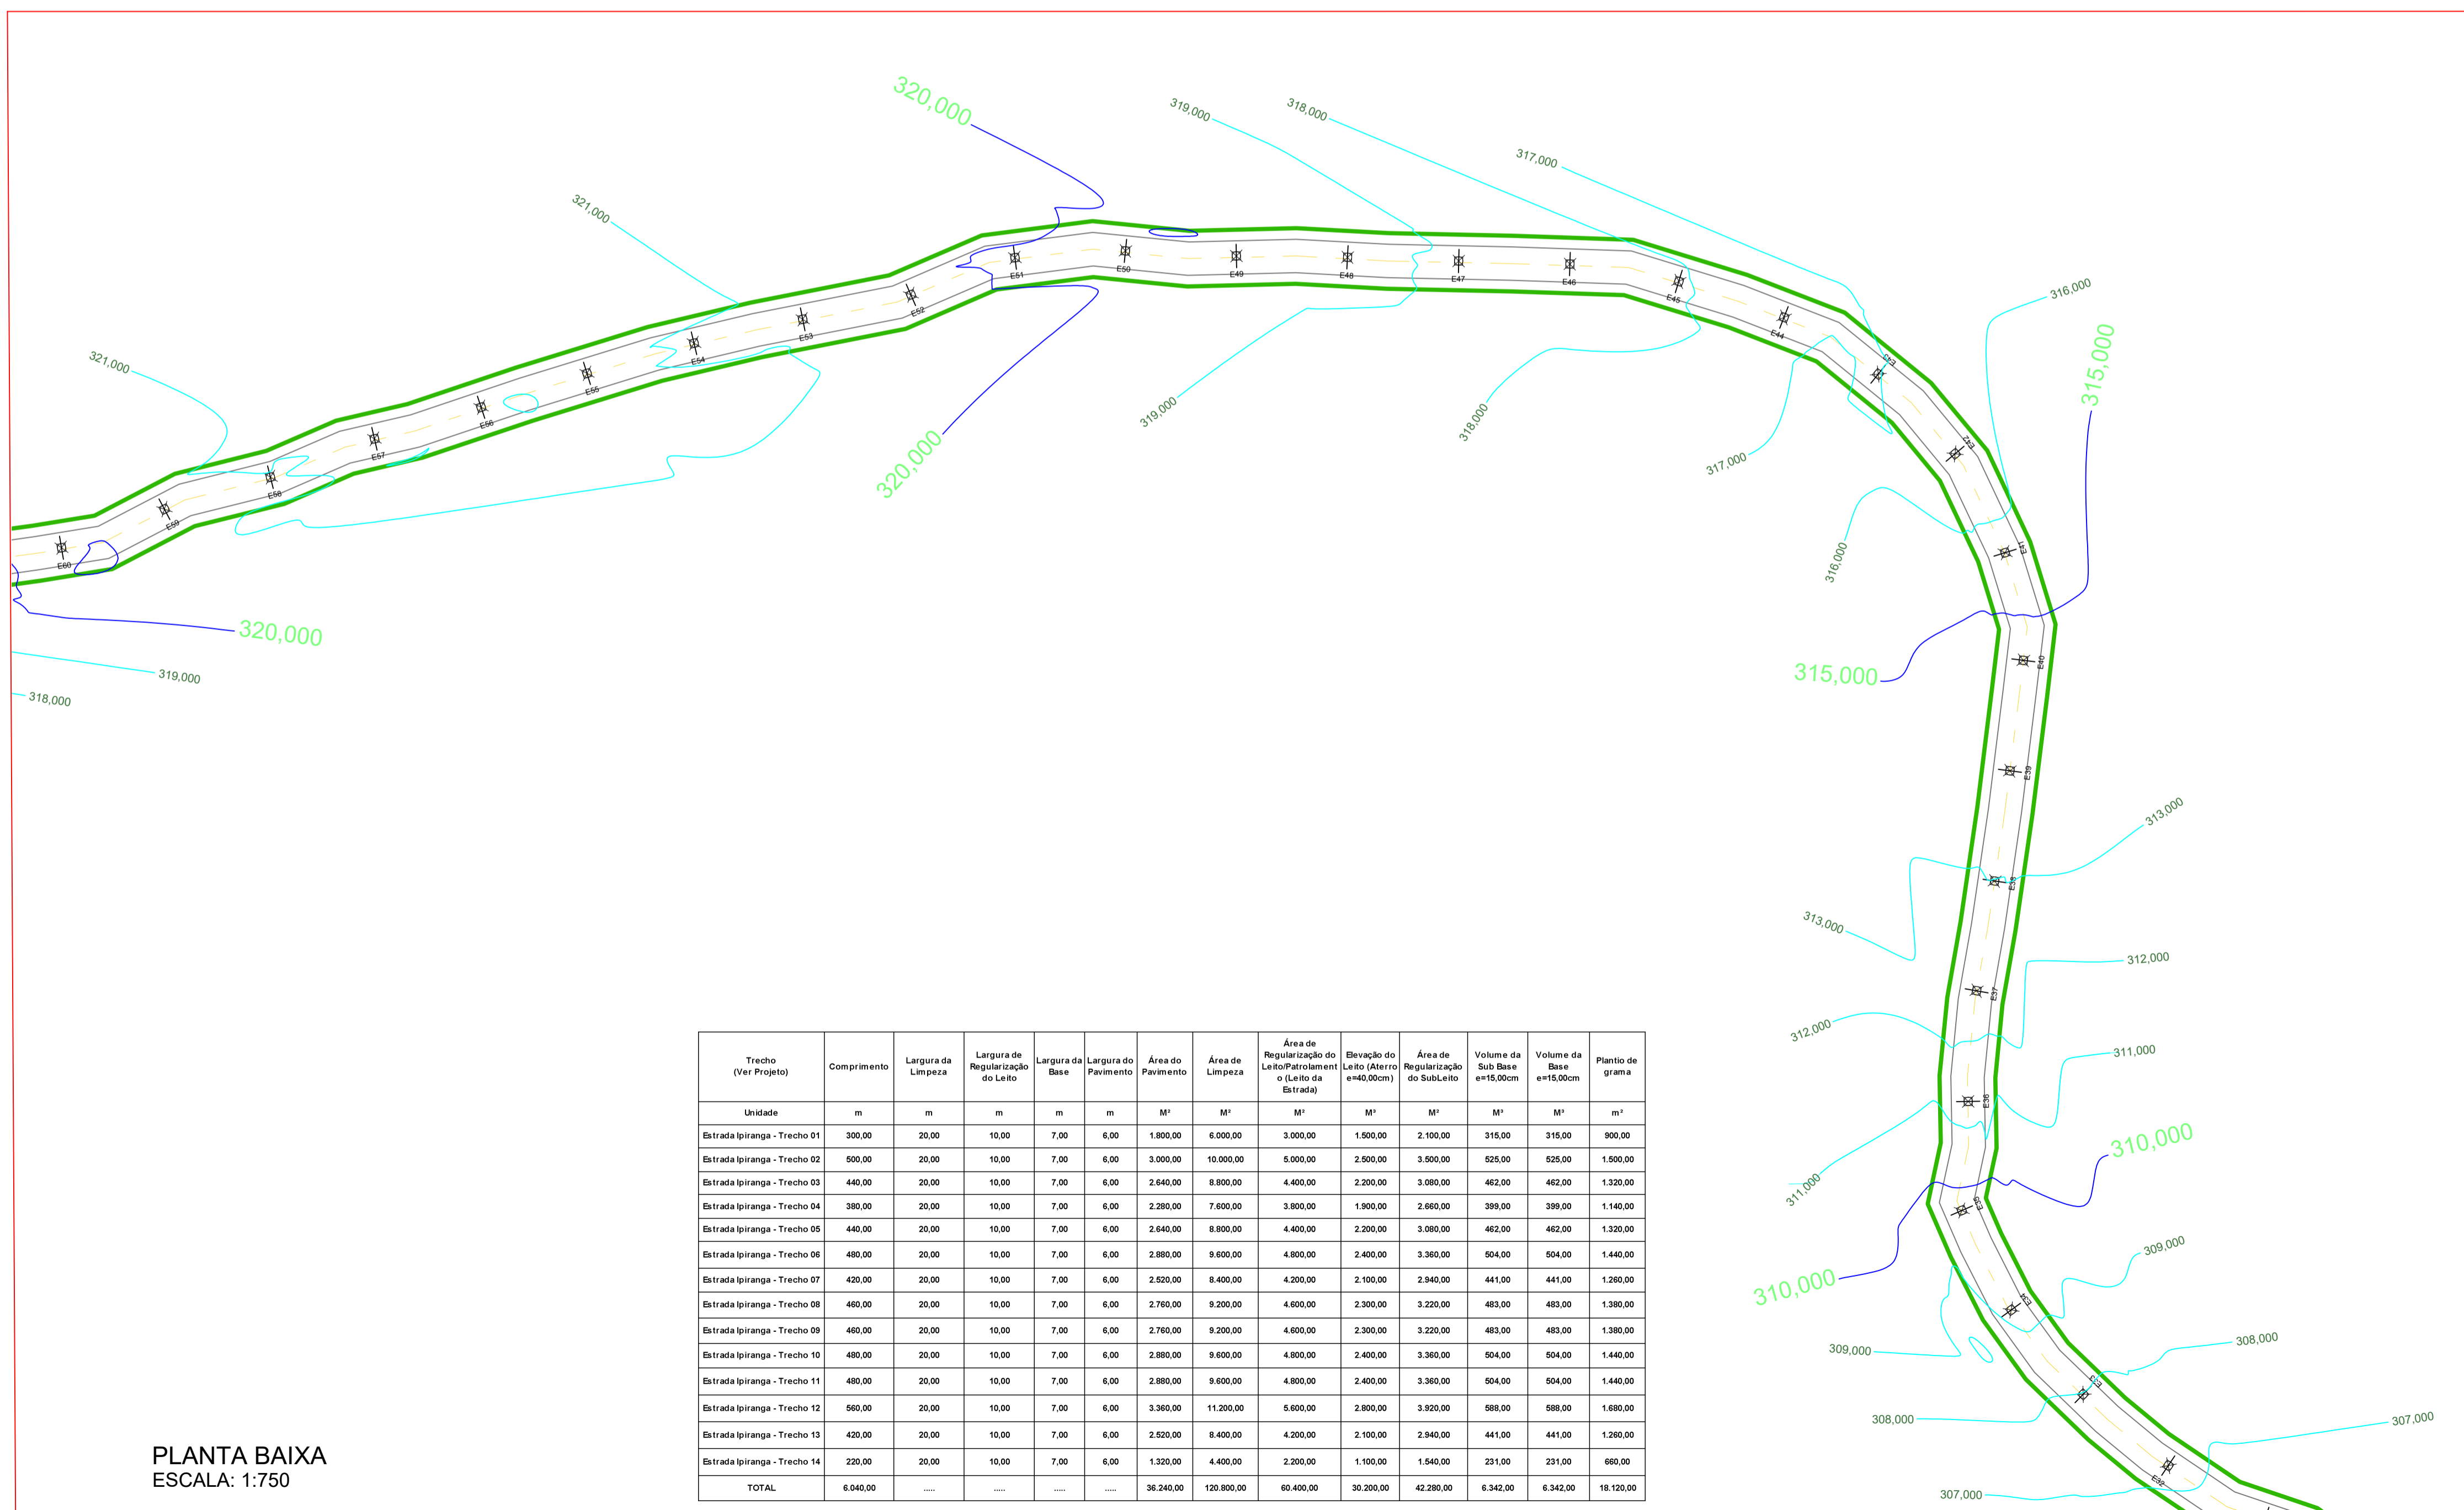 320,000
319,000
318,000
317,000
321,000
316,000
315,000
E51
E50
E49
E48
E47
E46
E45
E44
E43
E42
E41
E40
E39
E38
E37
E36
E35
E34
E33
E32
E52
E53
E54
E55
E56
E57
E58
E59
E60
321,000
320,000
319,000
318,000
317,000
316,000
315,000
320,000
319,000
318,000
313,000
313,000
312,000
312,000
311,000
311,000
310,000
310,000
309,000
309,000
308,000
308,000
307,000
307,000
Trecho (Ver Projeto) Comprimento Largura da Limpeza Largura de Regularização do Leito Largura da Base Largura do Pavimento Área do Pavimento Área de Limpeza Área de Regularização do Leito/Patrolamento (Leito da Estrada) Elevação do Leito (Aterro e=40,00cm) Área de Regularização do SubLeito Volume da Sub Base e=15,00cm Volume da Base e=15,00cm Plantio de grama
Unidade m m m m m M² M² M² M³ M² M³ M³ m²
Estrada Ipiranga - Trecho 01 300,00 20,00 10,00 7,00 6,00 1.800,00 6.000,00 3.000,00 1.500,00 2.100,00 315,00 315,00 900,00
Estrada Ipiranga - Trecho 02 500,00 20,00 10,00 7,00 6,00 3.000,00 10.000,00 5.000,00 2.500,00 3.500,00 525,00 525,00 1.500,00
Estrada Ipiranga - Trecho 03 440,00 20,00 10,00 7,00 6,00 2.640,00 8.800,00 4.400,00 2.200,00 3.080,00 462,00 462,00 1.320,00
Estrada Ipiranga - Trecho 04 380,00 20,00 10,00 7,00 6,00 2.280,00 7.600,00 3.800,00 1.900,00 2.660,00 399,00 399,00 1.140,00
Estrada Ipiranga - Trecho 05 440,00 20,00 10,00 7,00 6,00 2.640,00 8.800,00 4.400,00 2.200,00 3.080,00 462,00 462,00 1.320,00
Estrada Ipiranga - Trecho 06 480,00 20,00 10,00 7,00 6,00 2.880,00 9.600,00 4.800,00 2.400,00 3.360,00 504,00 504,00 1.440,00
Estrada Ipiranga - Trecho 07 420,00 20,00 10,00 7,00 6,00 2.520,00 8.400,00 4.200,00 2.100,00 2.940,00 441,00 441,00 1.260,00
Estrada Ipiranga - Trecho 08 460,00 20,00 10,00 7,00 6,00 2.760,00 9.200,00 4.600,00 2.300,00 3.220,00 483,00 483,00 1.380,00
Estrada Ipiranga - Trecho 09 460,00 20,00 10,00 7,00 6,00 2.760,00 9.200,00 4.600,00 2.300,00 3.220,00 483,00 483,00 1.380,00
Estrada Ipiranga - Trecho 10 480,00 20,00 10,00 7,00 6,00 2.880,00 9.600,00 4.800,00 2.400,00 3.360,00 504,00 504,00 1.440,00
Estrada Ipiranga - Trecho 11 480,00 20,00 10,00 7,00 6,00 2.880,00 9.600,00 4.800,00 2.400,00 3.360,00 504,00 504,00 1.440,00
Estrada Ipiranga - Trecho 12 560,00 20,00 10,00 7,00 6,00 3.360,00 11.200,00 5.600,00 2.800,00 3.920,00 588,00 588,00 1.680,00
Estrada Ipiranga - Trecho 13 420,00 20,00 10,00 7,00 6,00 2.520,00 8.400,00 4.200,00 2.100,00 2.940,00 441,00 441,00 1.260,00
Estrada Ipiranga - Trecho 14 220,00 20,00 10,00 7,00 6,00 1.320,00 4.400,00 2.200,00 1.100,00 1.540,00 231,00 231,00 660,00
TOTAL 6.040,00 ..... ..... ..... ..... 36.240,00 120.800,00 60.400,00 30.200,00 42.280,00 6.342,00 6.342,00 18.120,00
PLANTA BAIXA
ESCALA: 1:750